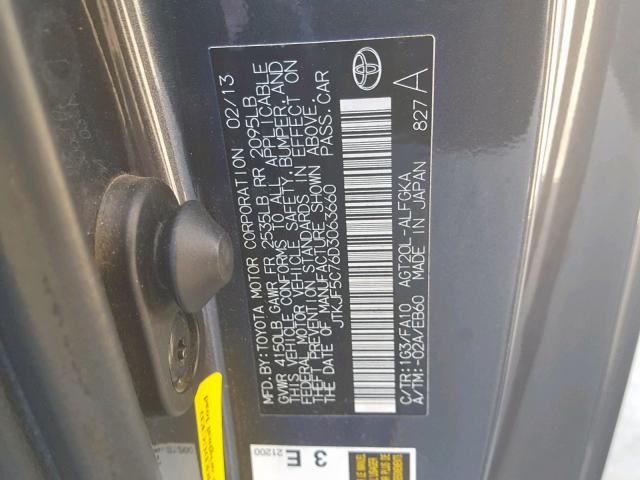 MFD.BY:TOYOTA MOTOR CORPORATION 02/13
GVWR 4150LB GAWR FR 2535LB RR 2095LB
THIS VEHICLE CONFORMS TO ALL APPLICABLE
FEDERAL MOTOR VEHICLE SAFETY, BUMPER, AND
THEFT PREVENTION STANDARDS IN EFFECT ON
THE DATE OF MANUFACTURE SHOWN ABOVE.
JTKJF5C76D3063660 PASS.CAR
C/TR:1G3/FA10 AGT20L-ALFGKA
A/TM:-02A/EB60 MADE IN JAPAN 827 A
21200
3 E